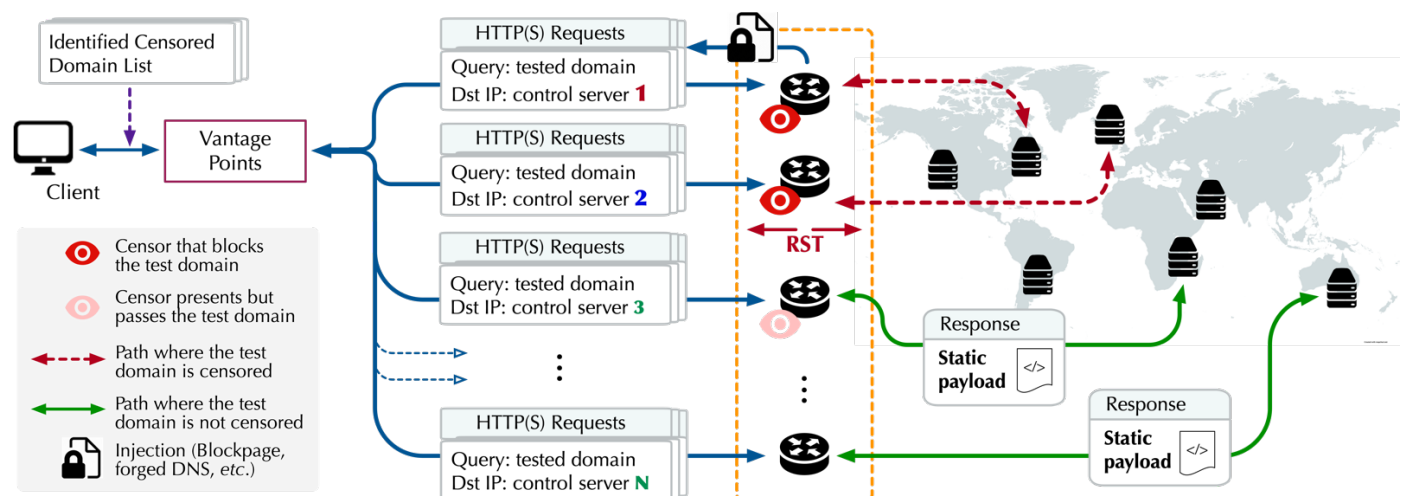 Identified Censored
Domain List
Client
Vantage
Points
HTTP(S) Requests
Query: tested domain
Dst IP: control server 1
HTTP(S) Requests
Query: tested domain
Dst IP: control server 2
HTTP(S) Requests
Query: tested domain
Dst IP: control server 3
HTTP(S) Requests
Query: tested domain
Dst IP: control server N
RST
Response
Static
payload
</>
Response
Static
payload
</>
Censor that blocks
the test domain
Censor presents but
passes the test domain
Path where the test
domain is censored
Path where the test
domain is not censored
Injection (Blockpage,
forged DNS, etc.)